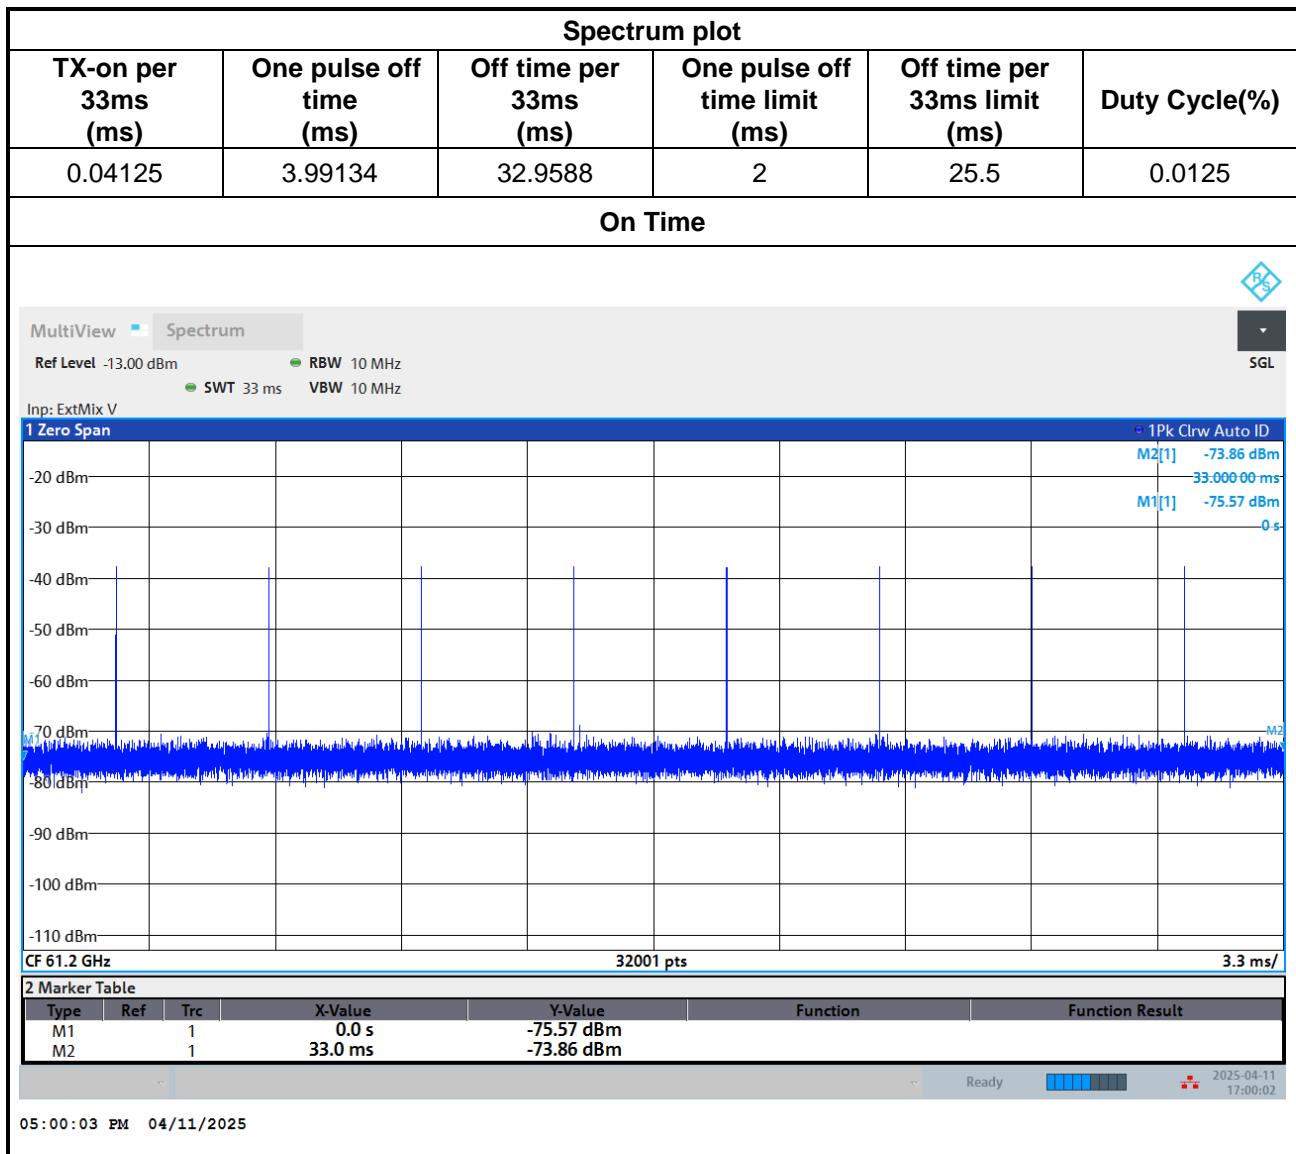 Spectrum plot
TX-on per 33ms (ms) One pulse off time (ms) Off time per 33ms (ms) One pulse off time limit (ms) Off time per 33ms limit (ms) Duty Cycle(%)
0.04125 3.99134 32.9588 2 25.5 0.0125
On Time
R&S
MultiView Spectrum
Ref Level -13.00 dBm RBW 10 MHz SGL
SWT 33 ms VBW 10 MHz
Inp: ExtMix V
1 Zero Span 1Pk Clrw Auto ID
M2[1] -73.86 dBm
33.000 00 ms
M1[1] -75.57 dBm
0 s
-20 dBm
-30 dBm
-40 dBm
-50 dBm
-60 dBm
-70 dBm
M1 M2
-80 dBm
-90 dBm
-100 dBm
-110 dBm
CF 61.2 GHz 32001 pts 3.3 ms/
2 Marker Table
Type Ref Trc X-Value Y-Value Function Function Result
M1 1 0.0 s -75.57 dBm
M2 1 33.0 ms -73.86 dBm
Ready 2025-04-11
17:00:02
05:00:03 PM 04/11/2025